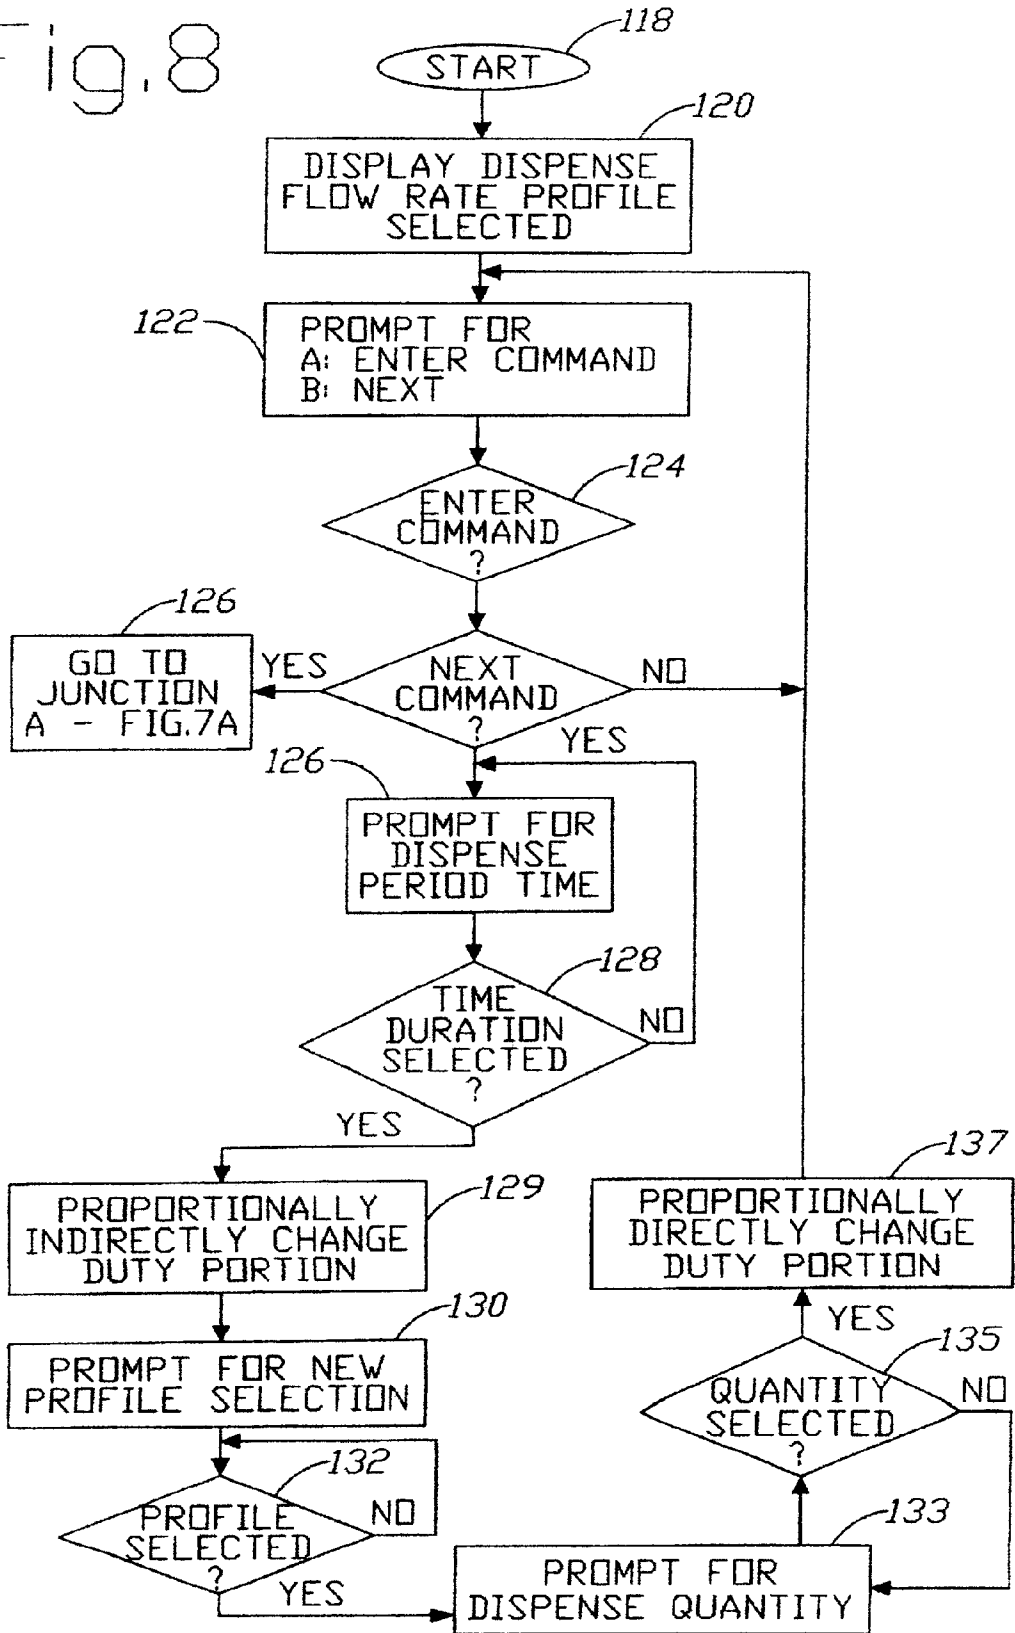 Fig.8
118
START
120
DISPLAY DISPENSE
FLOW RATE PROFILE
SELECTED
122
PROMPT FOR
A: ENTER COMMAND
B: NEXT
124
ENTER
COMMAND
?
126
GO TO
JUNCTION
A - FIG.7A
YES
NEXT
COMMAND
?
NO
YES
126
PROMPT FOR
DISPENSE
PERIOD TIME
128
TIME
DURATION
SELECTED
?
NO
YES
129
PROPORTIONALLY
INDIRECTLY CHANGE
DUTY PORTION
137
PROPORTIONALLY
DIRECTLY CHANGE
DUTY PORTION
130
PROMPT FOR NEW
PROFILE SELECTION
YES
135
QUANTITY
SELECTED
?
NO
132
PROFILE
SELECTED
?
NO
YES
133
PROMPT FOR
DISPENSE QUANTITY